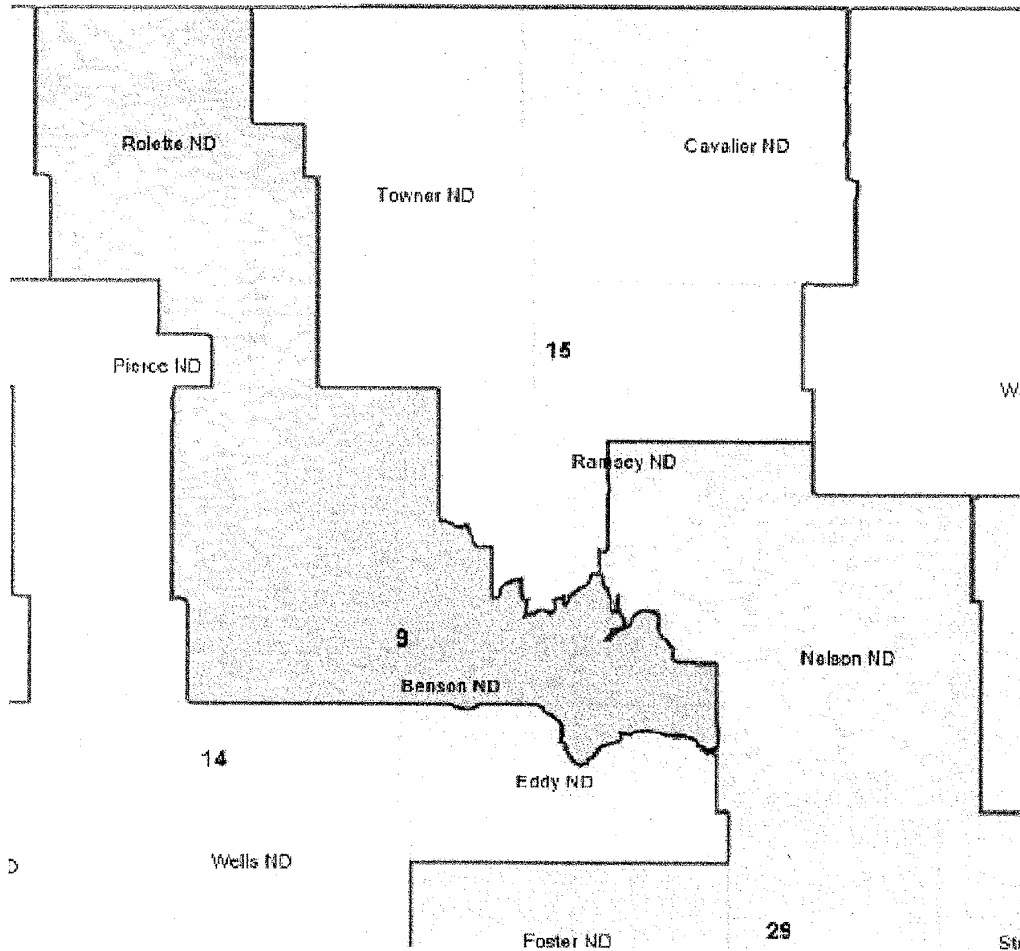 Rolette ND
Cavalier ND
Towner ND
15
Pierce ND
W
Ramsey ND
9
Nelson ND
Benson ND
14
Eddy ND
Wells ND
29
Foster ND
St